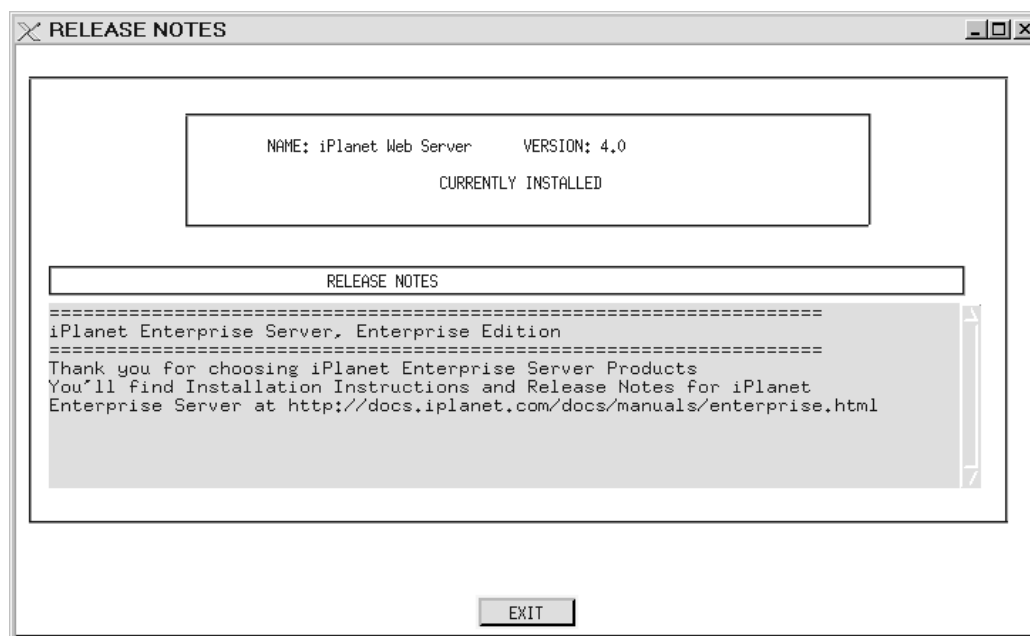 RELEASE NOTES
NAME: iPlanet Web Server VERSION: 4.0
CURRENTLY INSTALLED
RELEASE NOTES
=====================================================================
iPlanet Enterprise Server, Enterprise Edition
=====================================================================
Thank you for choosing iPlanet Enterprise Server Products
You'll find Installation Instructions and Release Notes for iPlanet
Enterprise Server at http://docs.iplanet.com/docs/manuals/enterprise.html
EXIT